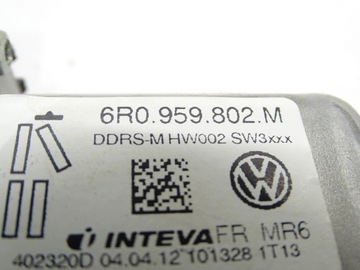 6R0.959.802.M
DDRS-M HW002 SW3xxx
INTEVA FR MR6
402320D 04.04.12 101328 1T13